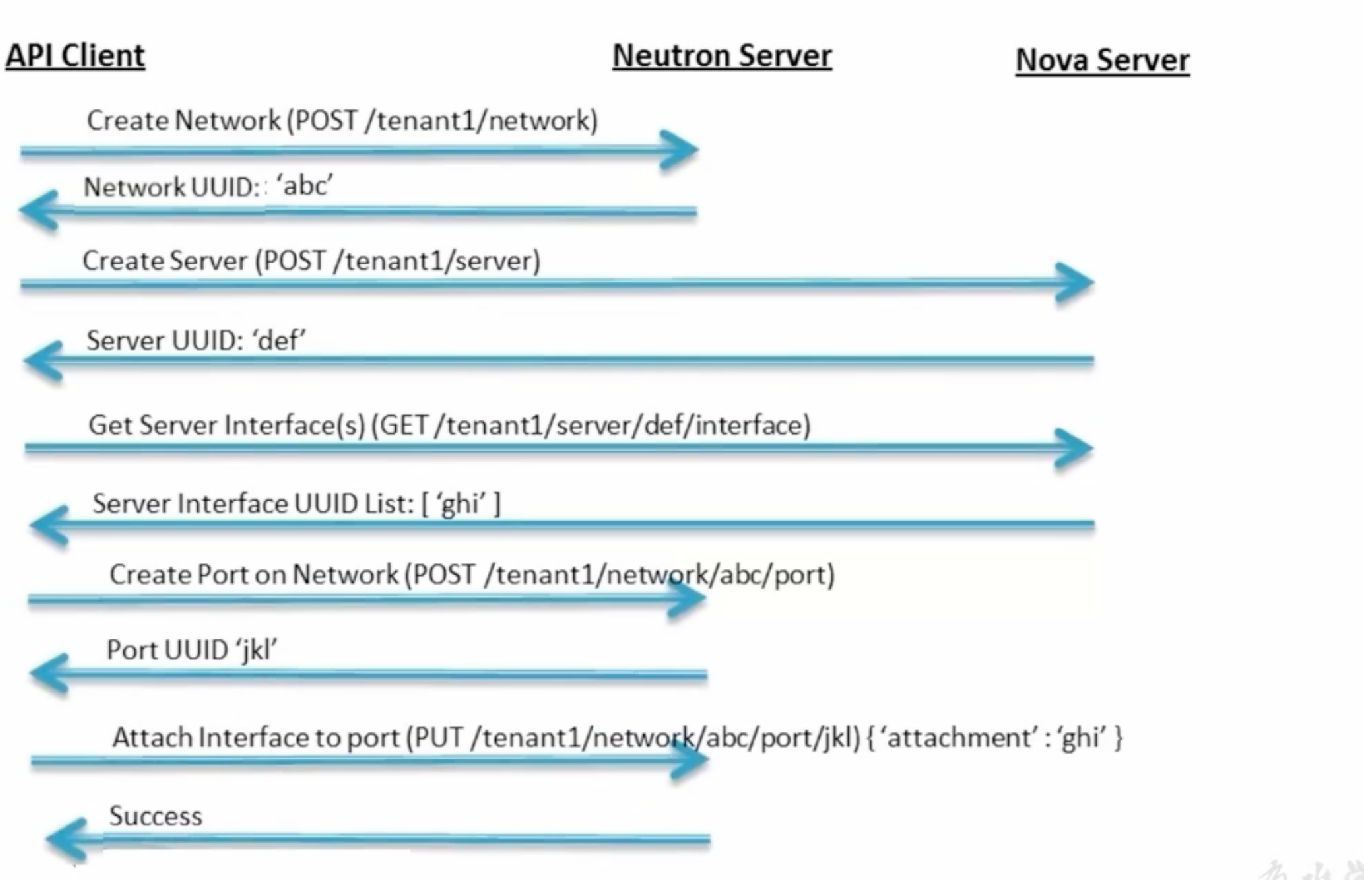 API Client Neutron Server Nova Server
Create Network (POST /tenant1/network)
Network UUID: : ‘abc’
Create Server (POST /tenant1/server)
Server UUID: ‘def’
Get Server Interface(s) (GET /tenant1/server/def/interface)
Server Interface UUID List: [ ‘ghi’ ]
Create Port on Network (POST /tenant1/network/abc/port)
Port UUID ‘jkl’
Attach Interface to port (PUT /tenant1/network/abc/port/jkl) { ‘attachment’ : ‘ghi’ }
Success